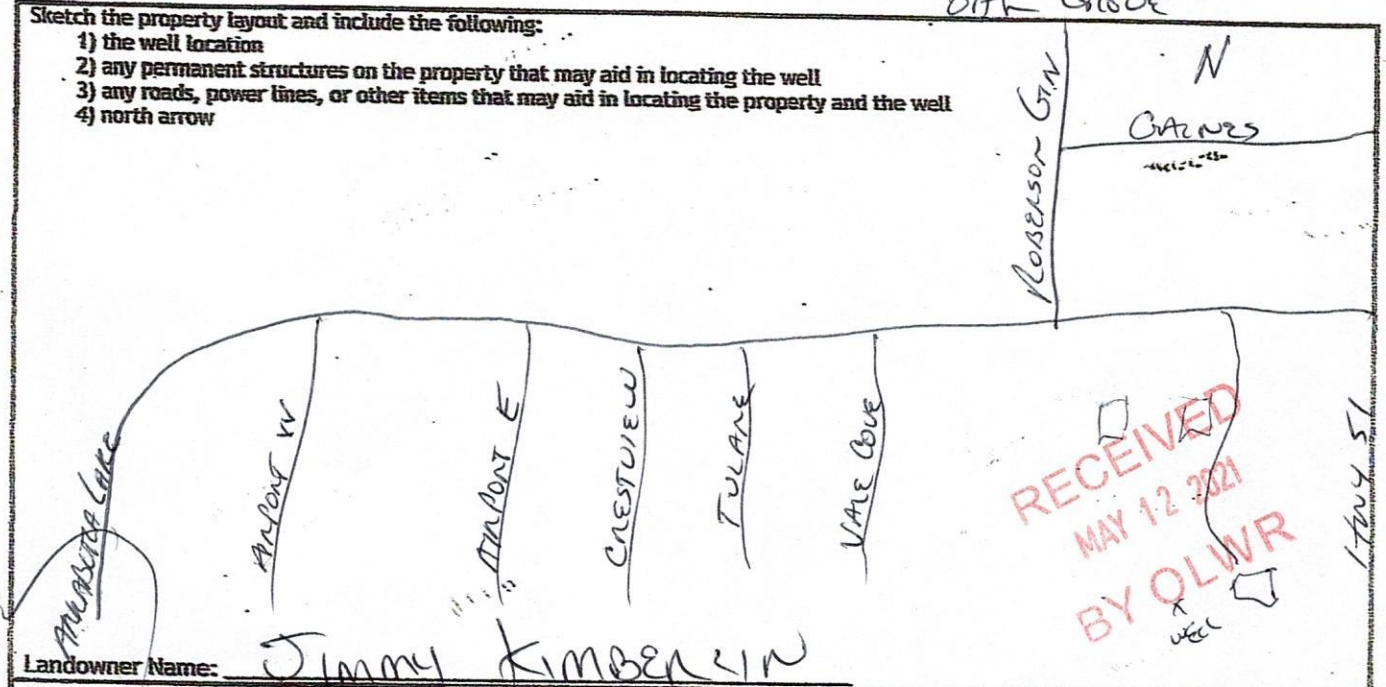 Sketch the property layout and include the following:
1) the well location
2) any permanent structures on the property that may aid in locating the well
3) any roads, power lines, or other items that may aid in locating the property and the well
4) north arrow
N
GAINES
ROBERSON GIN
ARKABUTLA LAKE
AIRPORT W
AIRPORT E
CRESTVIEW
TULANE
VALE COVE
HWY 51
RECEIVED
MAY 12 2021
BY OLWR
x
WELL
Landowner Name: JIMMY KIMBERLIN